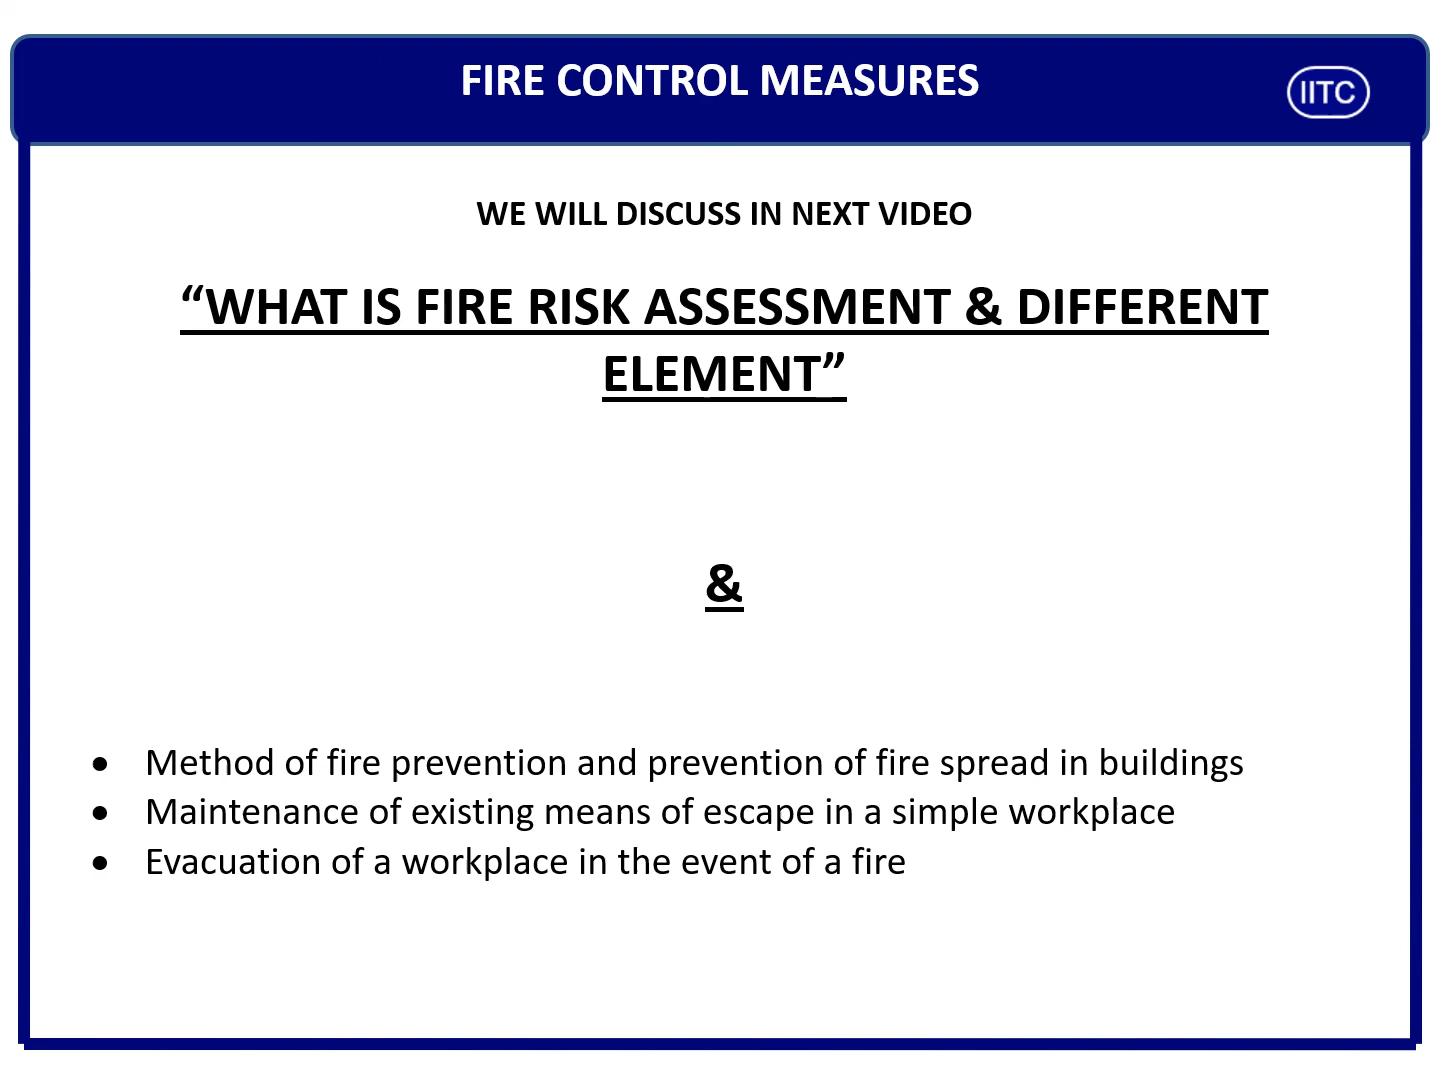 FIRE CONTROL MEASURES
IITC
WE WILL DISCUSS IN NEXT VIDEO
“WHAT IS FIRE RISK ASSESSMENT & DIFFERENT
ELEMENT”
&
• Method of fire prevention and prevention of fire spread in buildings
• Maintenance of existing means of escape in a simple workplace
• Evacuation of a workplace in the event of a fire